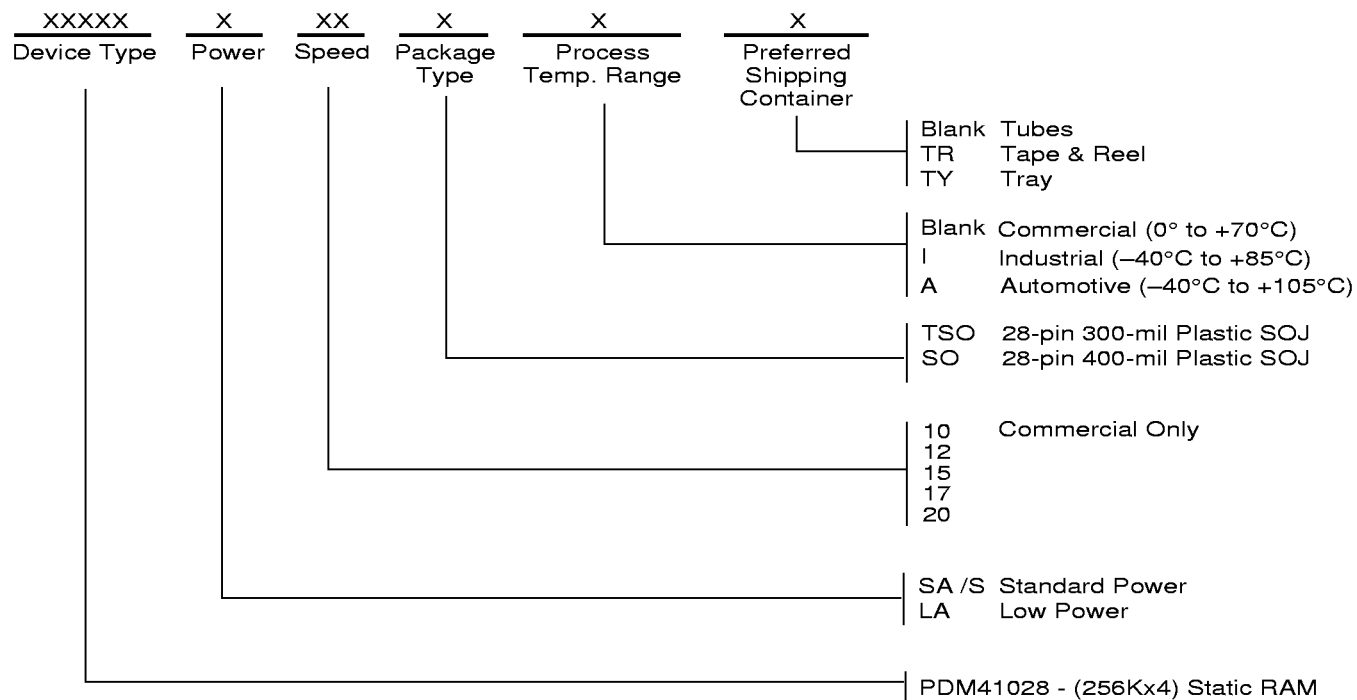 XXXXX X XX X X X
Device Type Power Speed Package Process Preferred
Type Temp. Range Shipping
Container
Blank Tubes
TR Tape & Reel
TY Tray
Blank Commercial (0° to +70°C)
I Industrial (–40°C to +85°C)
A Automotive (–40°C to +105°C)
TSO 28-pin 300-mil Plastic SOJ
SO 28-pin 400-mil Plastic SOJ
10 Commercial Only
12
15
17
20
SA /S Standard Power
LA Low Power
PDM41028 - (256Kx4) Static RAM